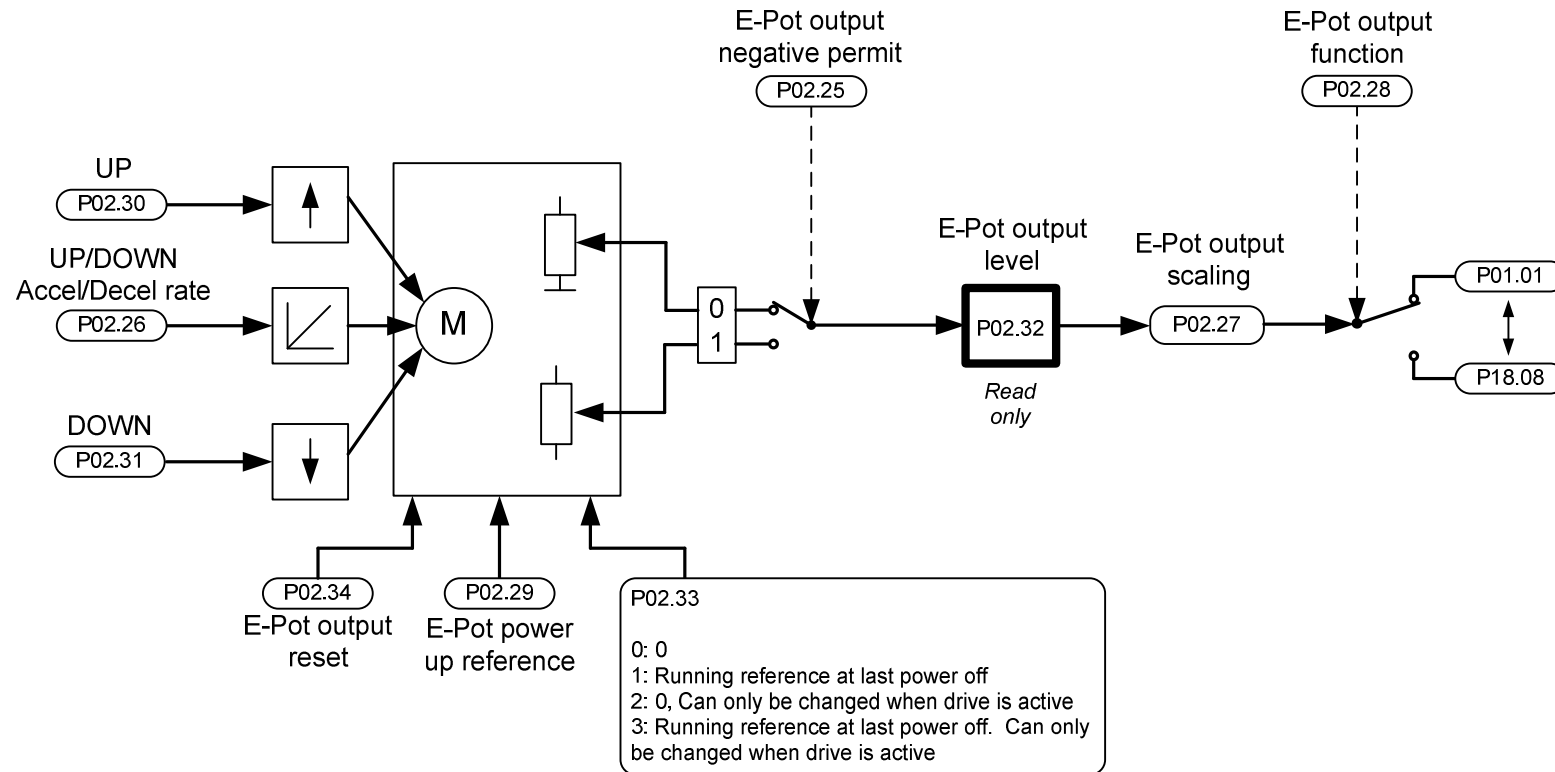 E-Pot output
negative permit
P02.25
E-Pot output
function
P02.28
UP
P02.30
UP/DOWN
Accel/Decel rate
P02.26
DOWN
P02.31
M
0
1
E-Pot output
level
P02.32
Read
only
E-Pot output
scaling
P02.27
P01.01
P18.08
P02.34
E-Pot output
reset
P02.29
E-Pot power
up reference
P02.33
0: 0
1: Running reference at last power off
2: 0, Can only be changed when drive is active
3: Running reference at last power off.  Can only
be changed when drive is active